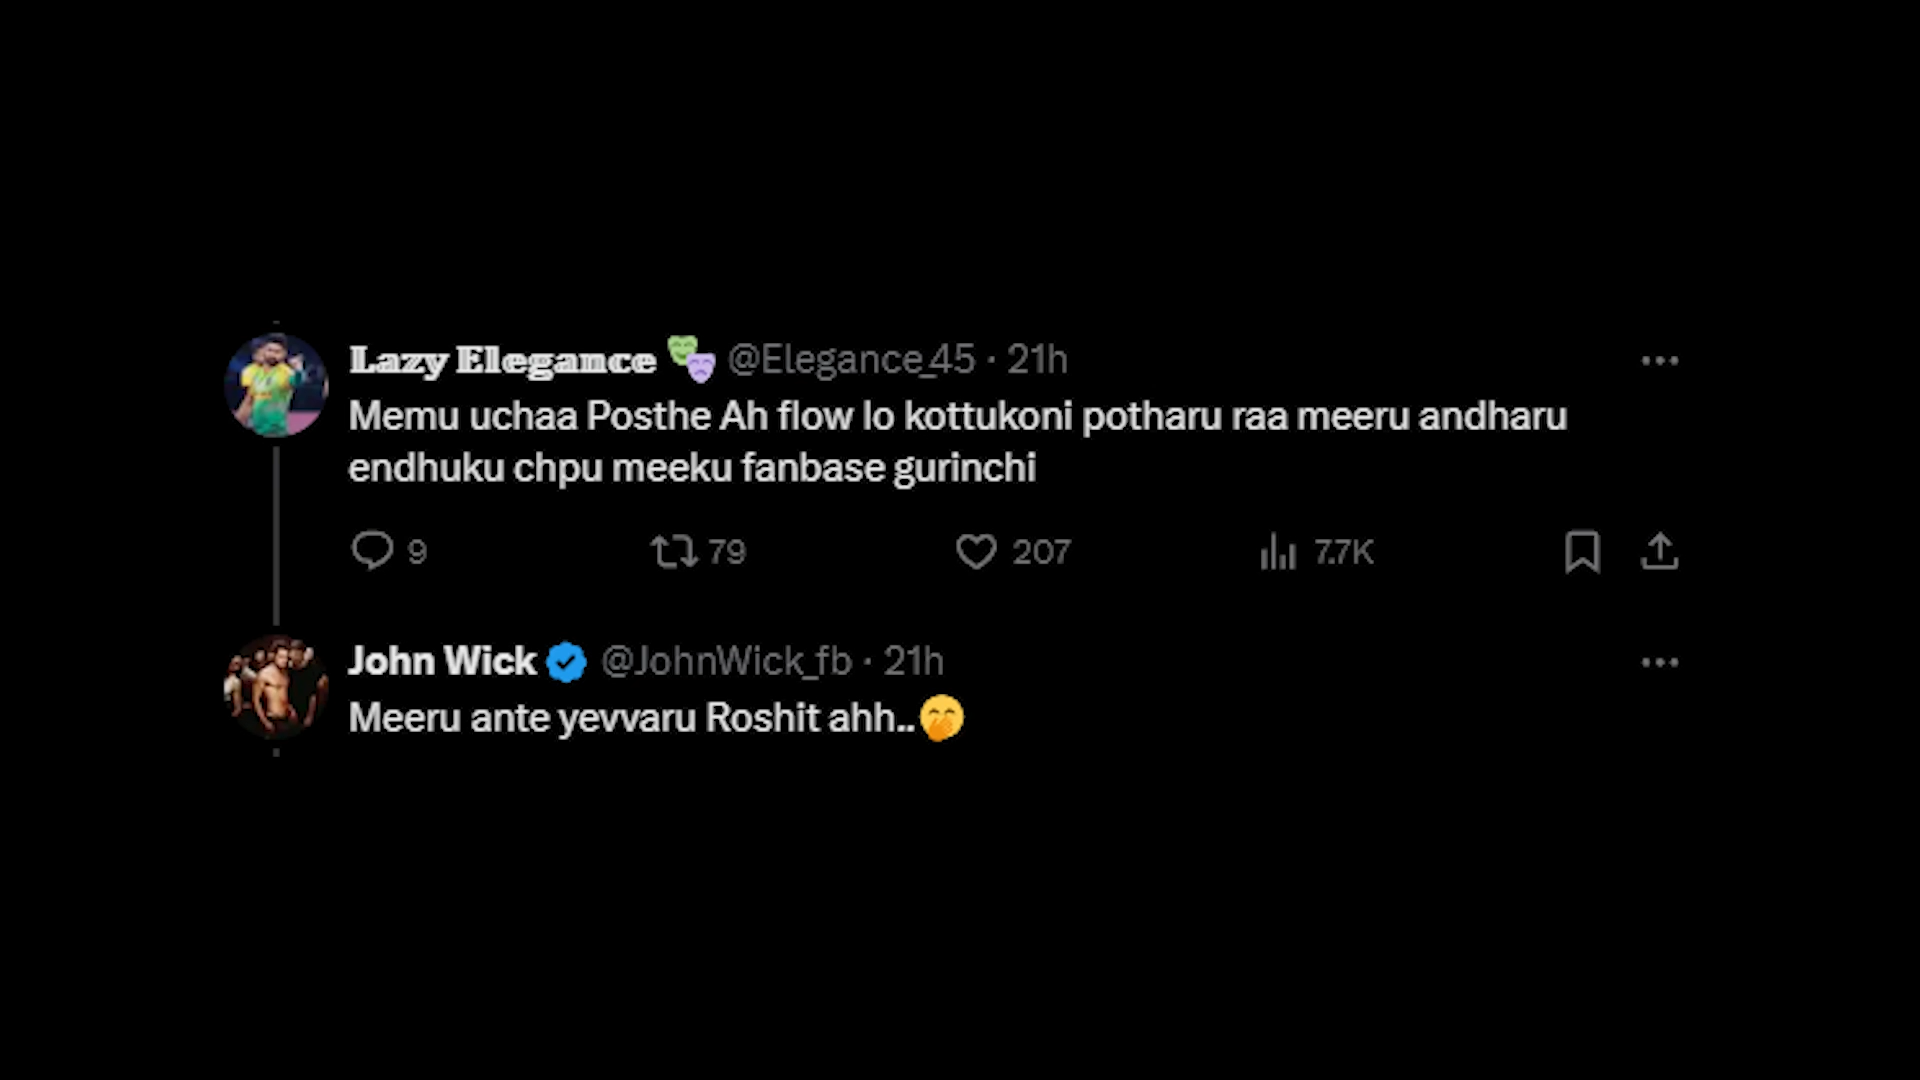 Lazy Elegance 🎭 @Elegance_45 · 21h
Memu uchaa Posthe Ah flow lo kottukoni potharu raa meeru andharu
endhuku chpu meeku fanbase gurinchi
9 79 207 7.7K
John Wick @JohnWick_fb · 21h
Meeru ante yevvaru Roshit ahh..🤭